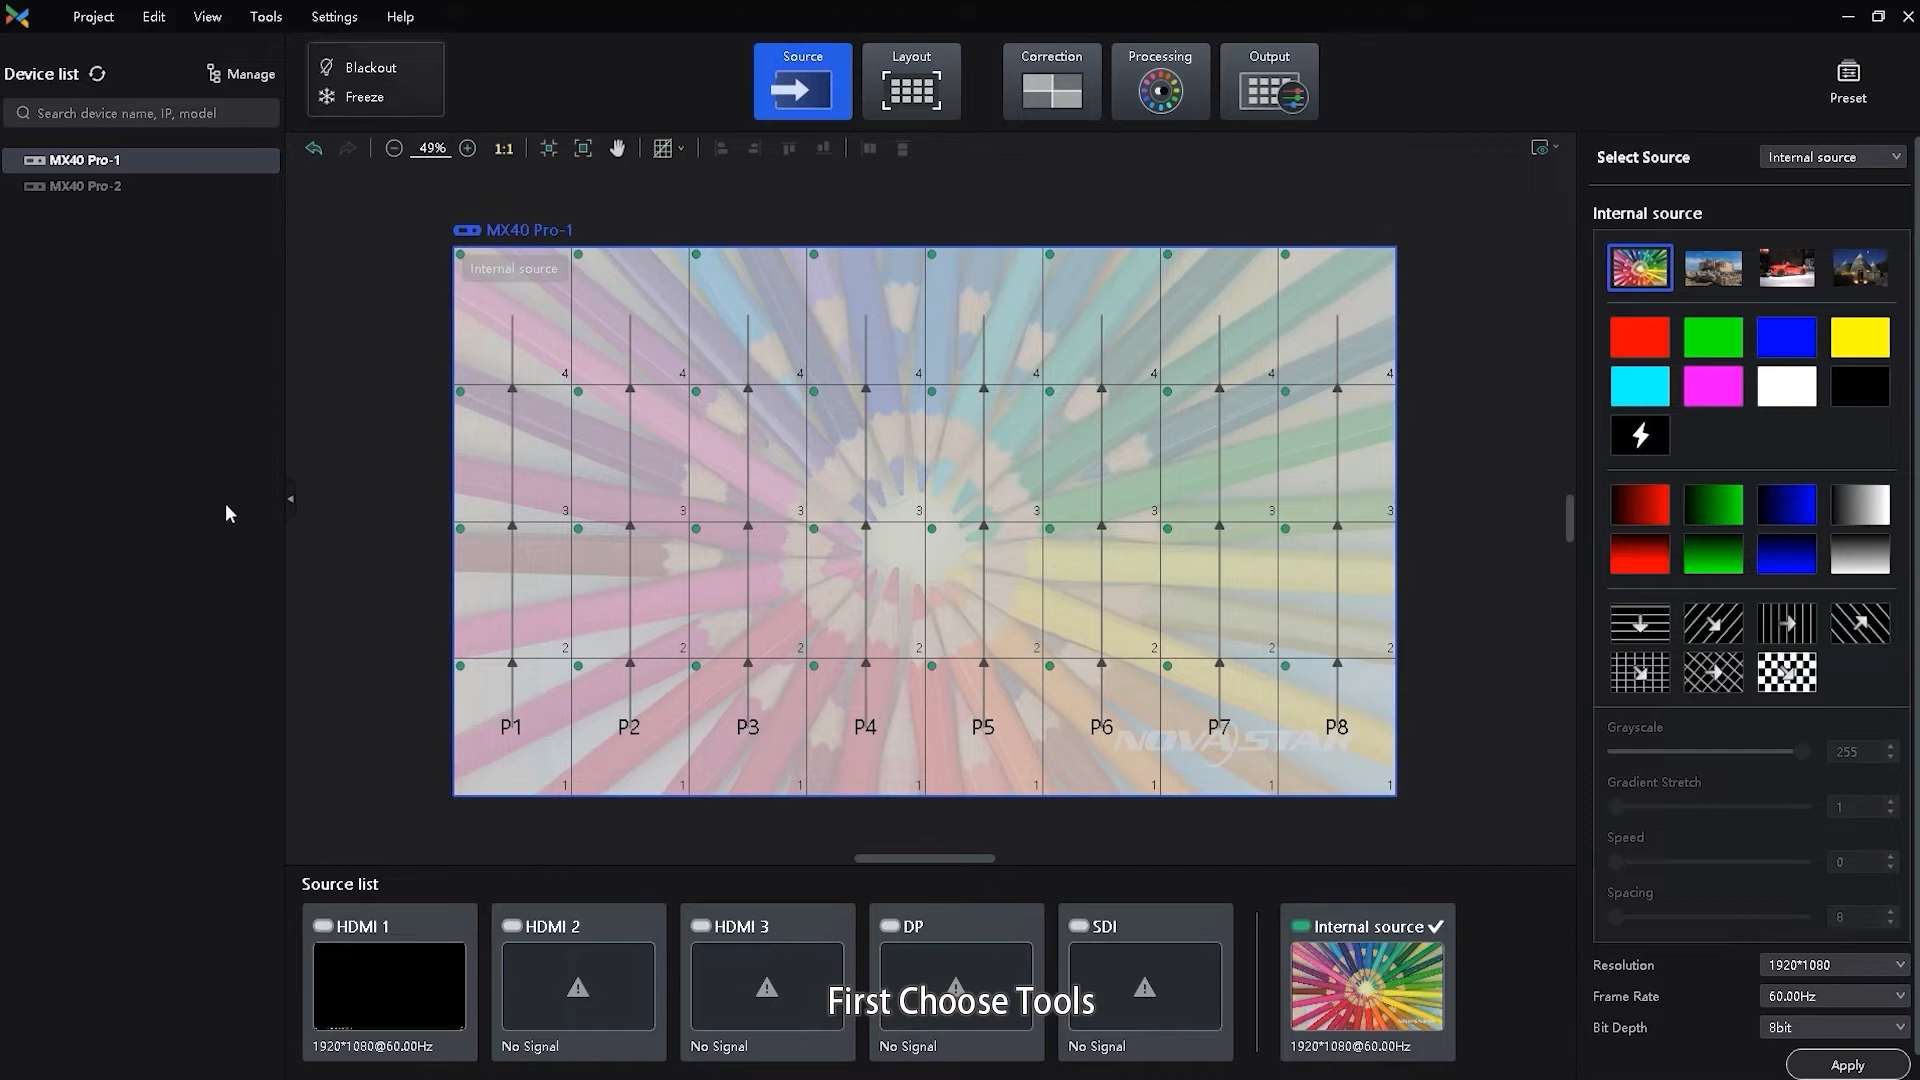 Project Edit View Tools Settings Help
Device list
Manage
Search device name, IP, model
MX40 Pro-1
MX40 Pro-2
Blackout
Freeze
Source
Layout
Correction
Processing
Output
Preset
49%
1:1
MX40 Pro-1
Internal source
4 4 4 4 4 4 4 4
3 3 3 3 3 3 3 3
2 2 2 2 2 2 2 2
P1 P2 P3 P4 P5 P6 P7 P8
NOVASTAR
1 1 1 1 1 1 1 1
Select Source
Internal source
Internal source
Grayscale
255
Gradient Stretch
1
Speed
0
Spacing
8
Resolution
1920*1080
Frame Rate
60.00Hz
Bit Depth
8bit
Apply
Source list
HDMI 1
1920*1080@60.00Hz
HDMI 2
No Signal
HDMI 3
No Signal
DP
No Signal
SDI
No Signal
Internal source
1920*1080@60.00Hz
First Choose Tools